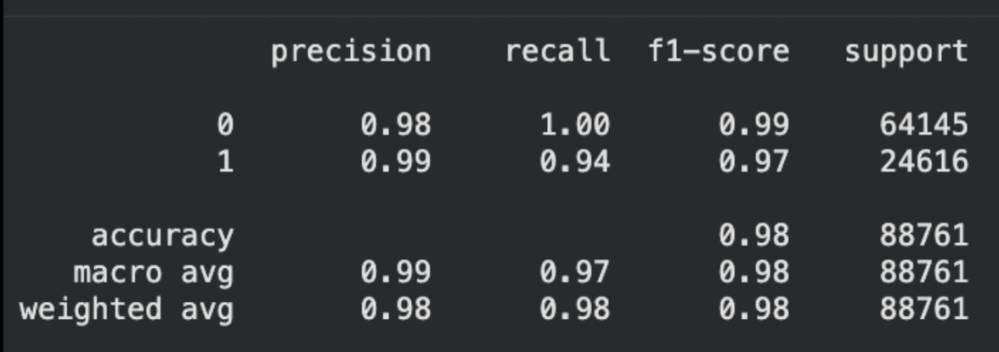 precision recall f1-score support
0 0.98 1.00 0.99 64145
1 0.99 0.94 0.97 24616
accuracy 0.98 88761
macro avg 0.99 0.97 0.98 88761
weighted avg 0.98 0.98 0.98 88761